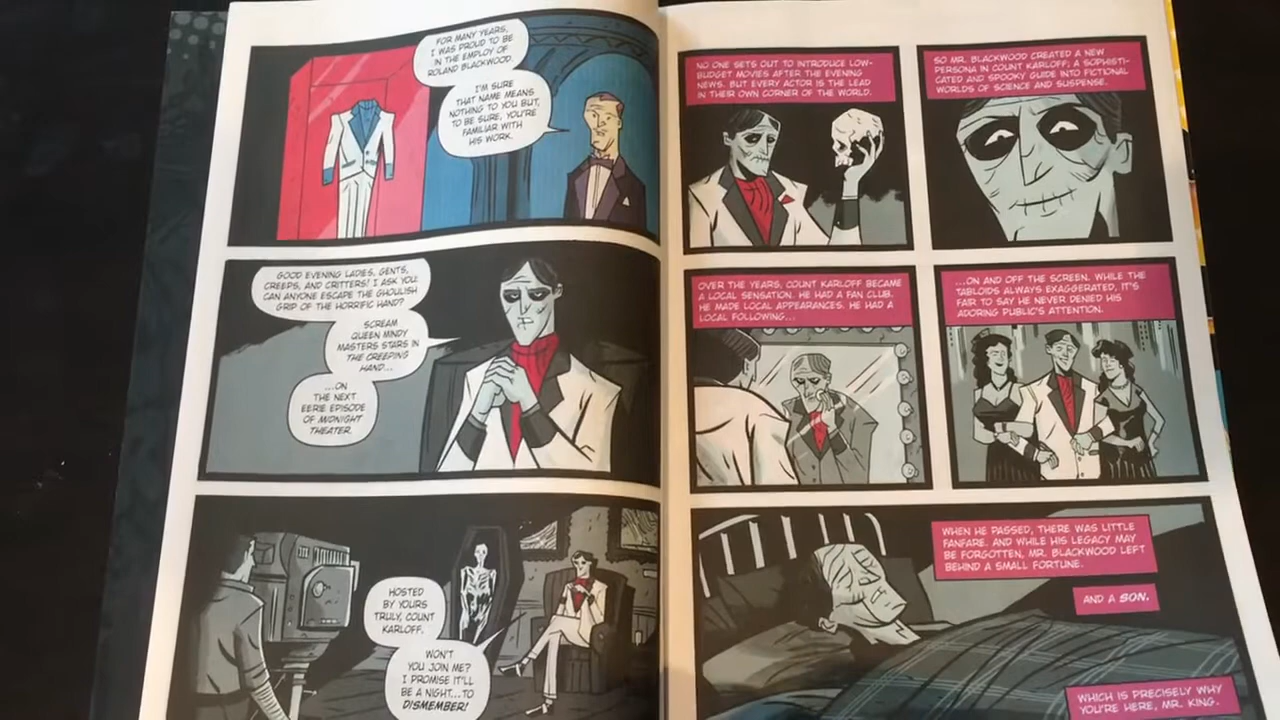 FOR MANY YEARS,
I WAS PROUD TO BE
IN THE EMPLOY OF
ROLAND BLACKWOOD.
I'M SURE
THAT NAME MEANS
NOTHING TO YOU BUT,
TO BE SURE, YOU'RE
FAMILIAR WITH
HIS WORK.
GOOD EVENING LADIES, GENTS,
CREEPS, AND CRITTERS! I ASK YOU:
CAN ANYONE ESCAPE THE GHOULISH
GRIP OF THE HORRIFIC HAND?
SCREAM
QUEEN MINDY
MASTERS STARS IN
THE CREEPING
HAND...
...ON
THE NEXT
EERIE EPISODE
OF MIDNIGHT
THEATER.
HOSTED
BY YOURS
TRULY, COUNT
KARLOFF.
WON'T
YOU JOIN ME?
I PROMISE IT'LL
BE A NIGHT...TO
DISMEMBER!
NO ONE SETS OUT TO INTRODUCE LOW-
BUDGET MOVIES AFTER THE EVENING
NEWS. BUT EVERY ACTOR IS THE LEAD
IN THEIR OWN CORNER OF THE WORLD.
SO MR. BLACKWOOD CREATED A NEW
PERSONA IN COUNT KARLOFF; A SOPHISTI-
CATED AND SPOOKY GUIDE INTO FICTIONAL
WORLDS OF SCIENCE AND SUSPENSE.
OVER THE YEARS, COUNT KARLOFF BECAME
A LOCAL SENSATION. HE HAD A FAN CLUB.
HE MADE LOCAL APPEARANCES. HE HAD A
LOCAL FOLLOWING...
...ON AND OFF THE SCREEN. WHILE THE
TABLOIDS ALWAYS EXAGGERATED, IT'S
FAIR TO SAY HE NEVER DENIED HIS
ADORING PUBLIC'S ATTENTION.
WHEN HE PASSED, THERE WAS LITTLE
FANFARE. AND WHILE HIS LEGACY MAY
BE FORGOTTEN, MR. BLACKWOOD LEFT
BEHIND A SMALL FORTUNE.
AND A SON.
WHICH IS PRECISELY WHY
YOU'RE HERE, MR. KING.